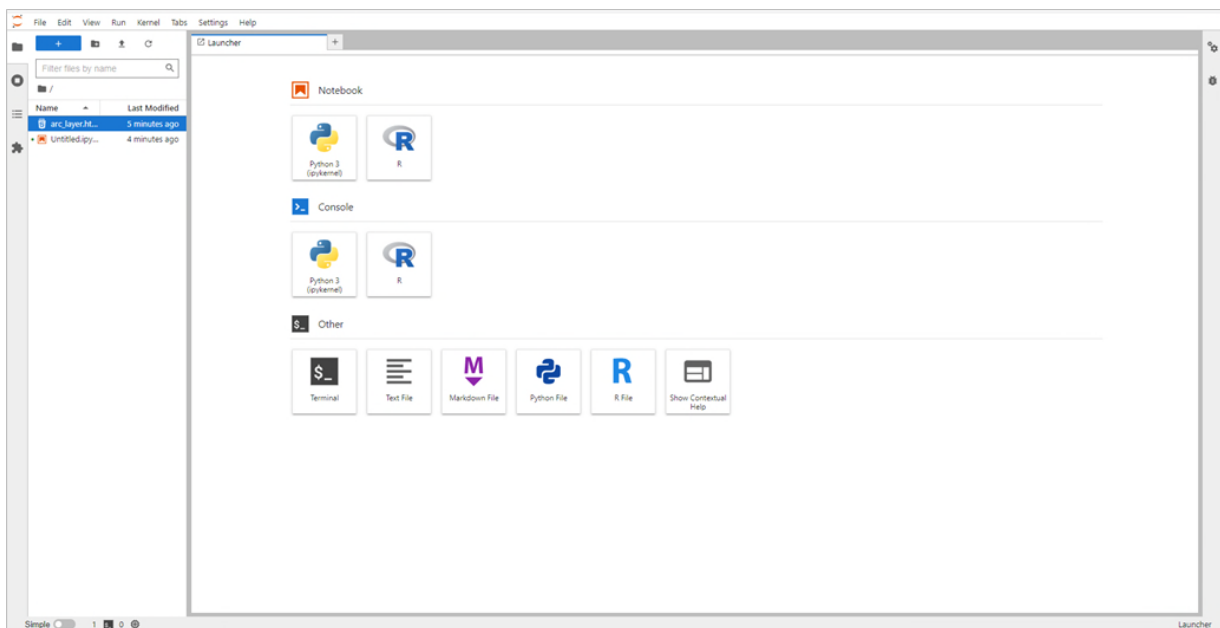 File Edit View Run Kernel Tabs Settings Help
+
Launcher
+
Filter files by name
/
Name Last Modified
arc_layer.ht... 5 minutes ago
Untitled.ipy... 4 minutes ago
Notebook
Python 3
(ipykernel)
R
R
Console
>_
Python 3
(ipykernel)
R
R
$_ Other
$_
Terminal
Text File
M
Markdown File
Python File
R
R File
Show Contextual
Help
Simple 1 $_ 0
Launcher